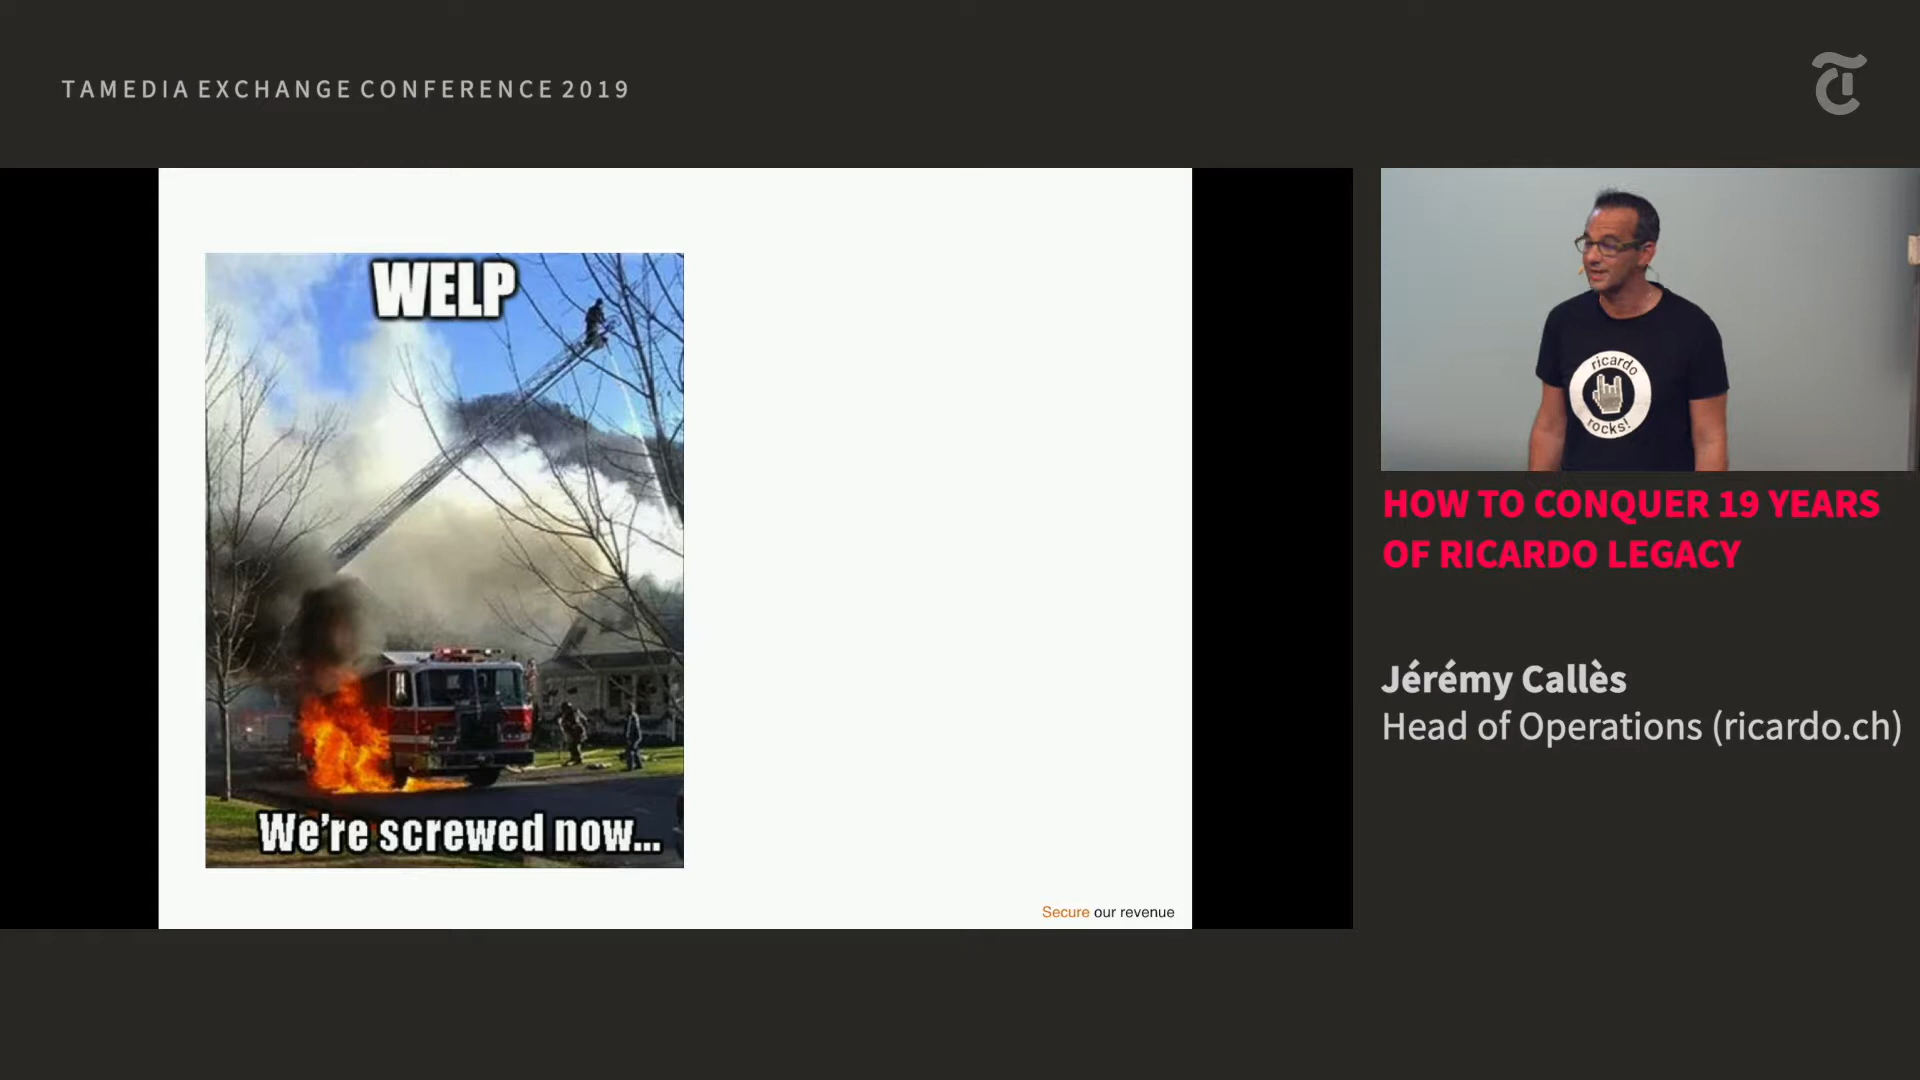 TAMEDIA EXCHANGE CONFERENCE 2019
WELP
We're screwed now...
Secure our revenue
ricardo
rocks!
HOW TO CONQUER 19 YEARS
OF RICARDO LEGACY
Jérémy Callès
Head of Operations (ricardo.ch)